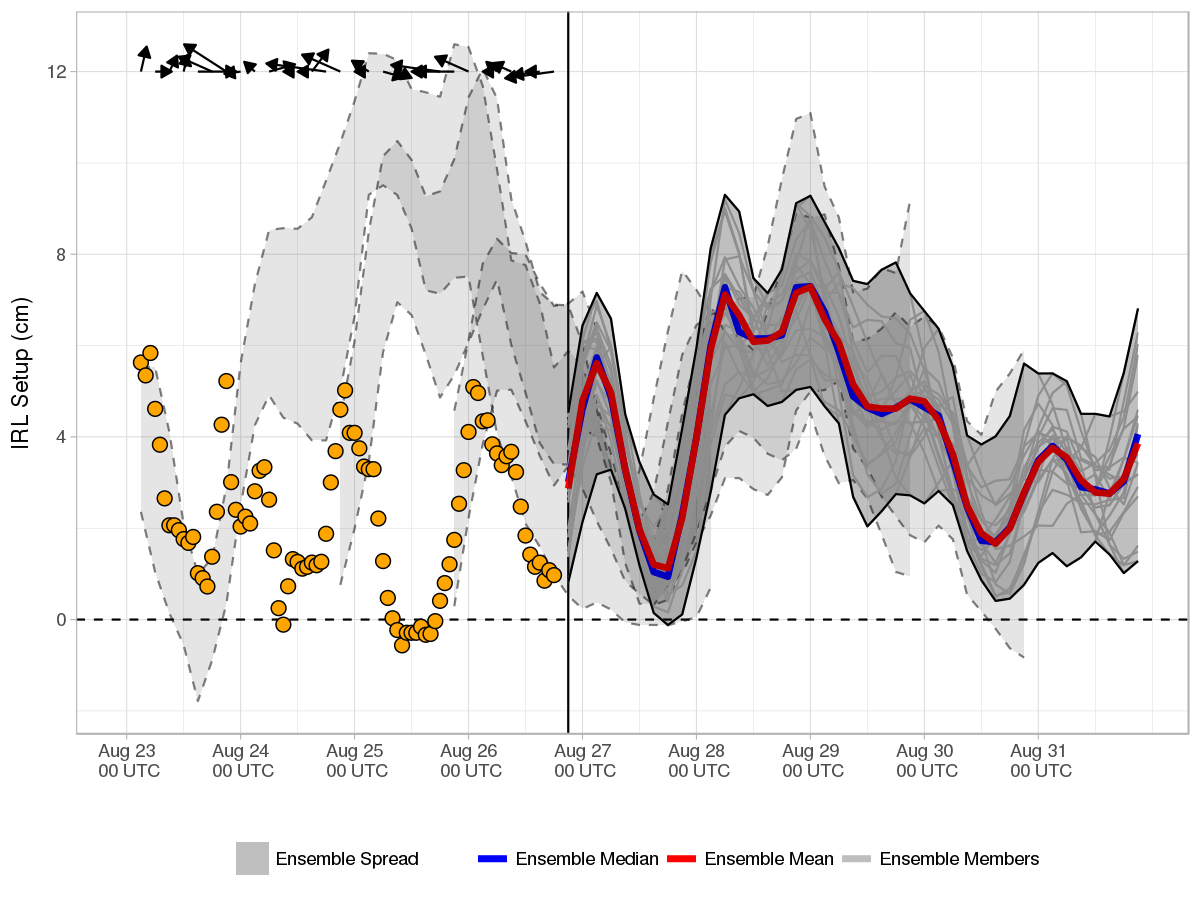 IRL Setup (cm)
12
8
4
0
Aug 23 Aug 24 Aug 25 Aug 26 Aug 27 Aug 28 Aug 29 Aug 30 Aug 31
00 UTC 00 UTC 00 UTC 00 UTC 00 UTC 00 UTC 00 UTC 00 UTC 00 UTC
Ensemble Spread Ensemble Median Ensemble Mean Ensemble Members